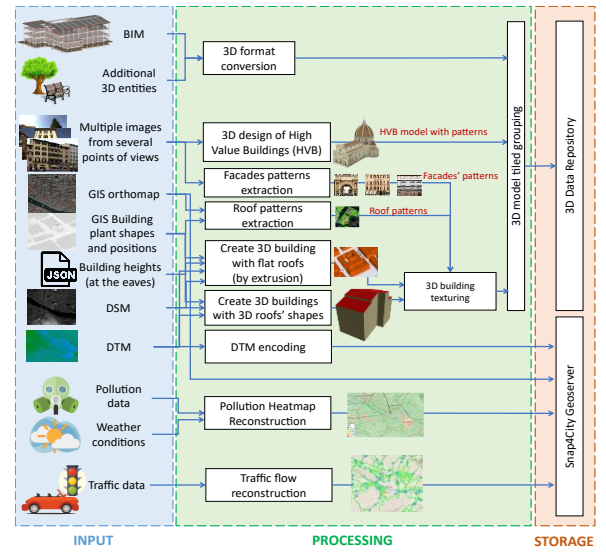 BIM
Additional
3D entities
Multiple images
from several
points of views
GIS orthomap
GIS Building
plant shapes
and positions
JSON
Building heights
(at the eaves)
DSM
DTM
Pollution
data
Weather
conditions
Traffic data
INPUT
3D format
conversion
3D design of High
Value Buildings (HVB)
HVB model with patterns
Facades patterns
extraction
Facades' patterns
Roof patterns
extraction
Roof patterns
Create 3D building
with flat roofs
(by extrusion)
Create 3D buildings
with 3D roofs' shapes
3D building
texturing
DTM encoding
Pollution Heatmap
Reconstruction
Traffic flow
reconstruction
3D model tiled grouping
PROCESSING
3D Data Repository
Snap4City Geoserver
STORAGE